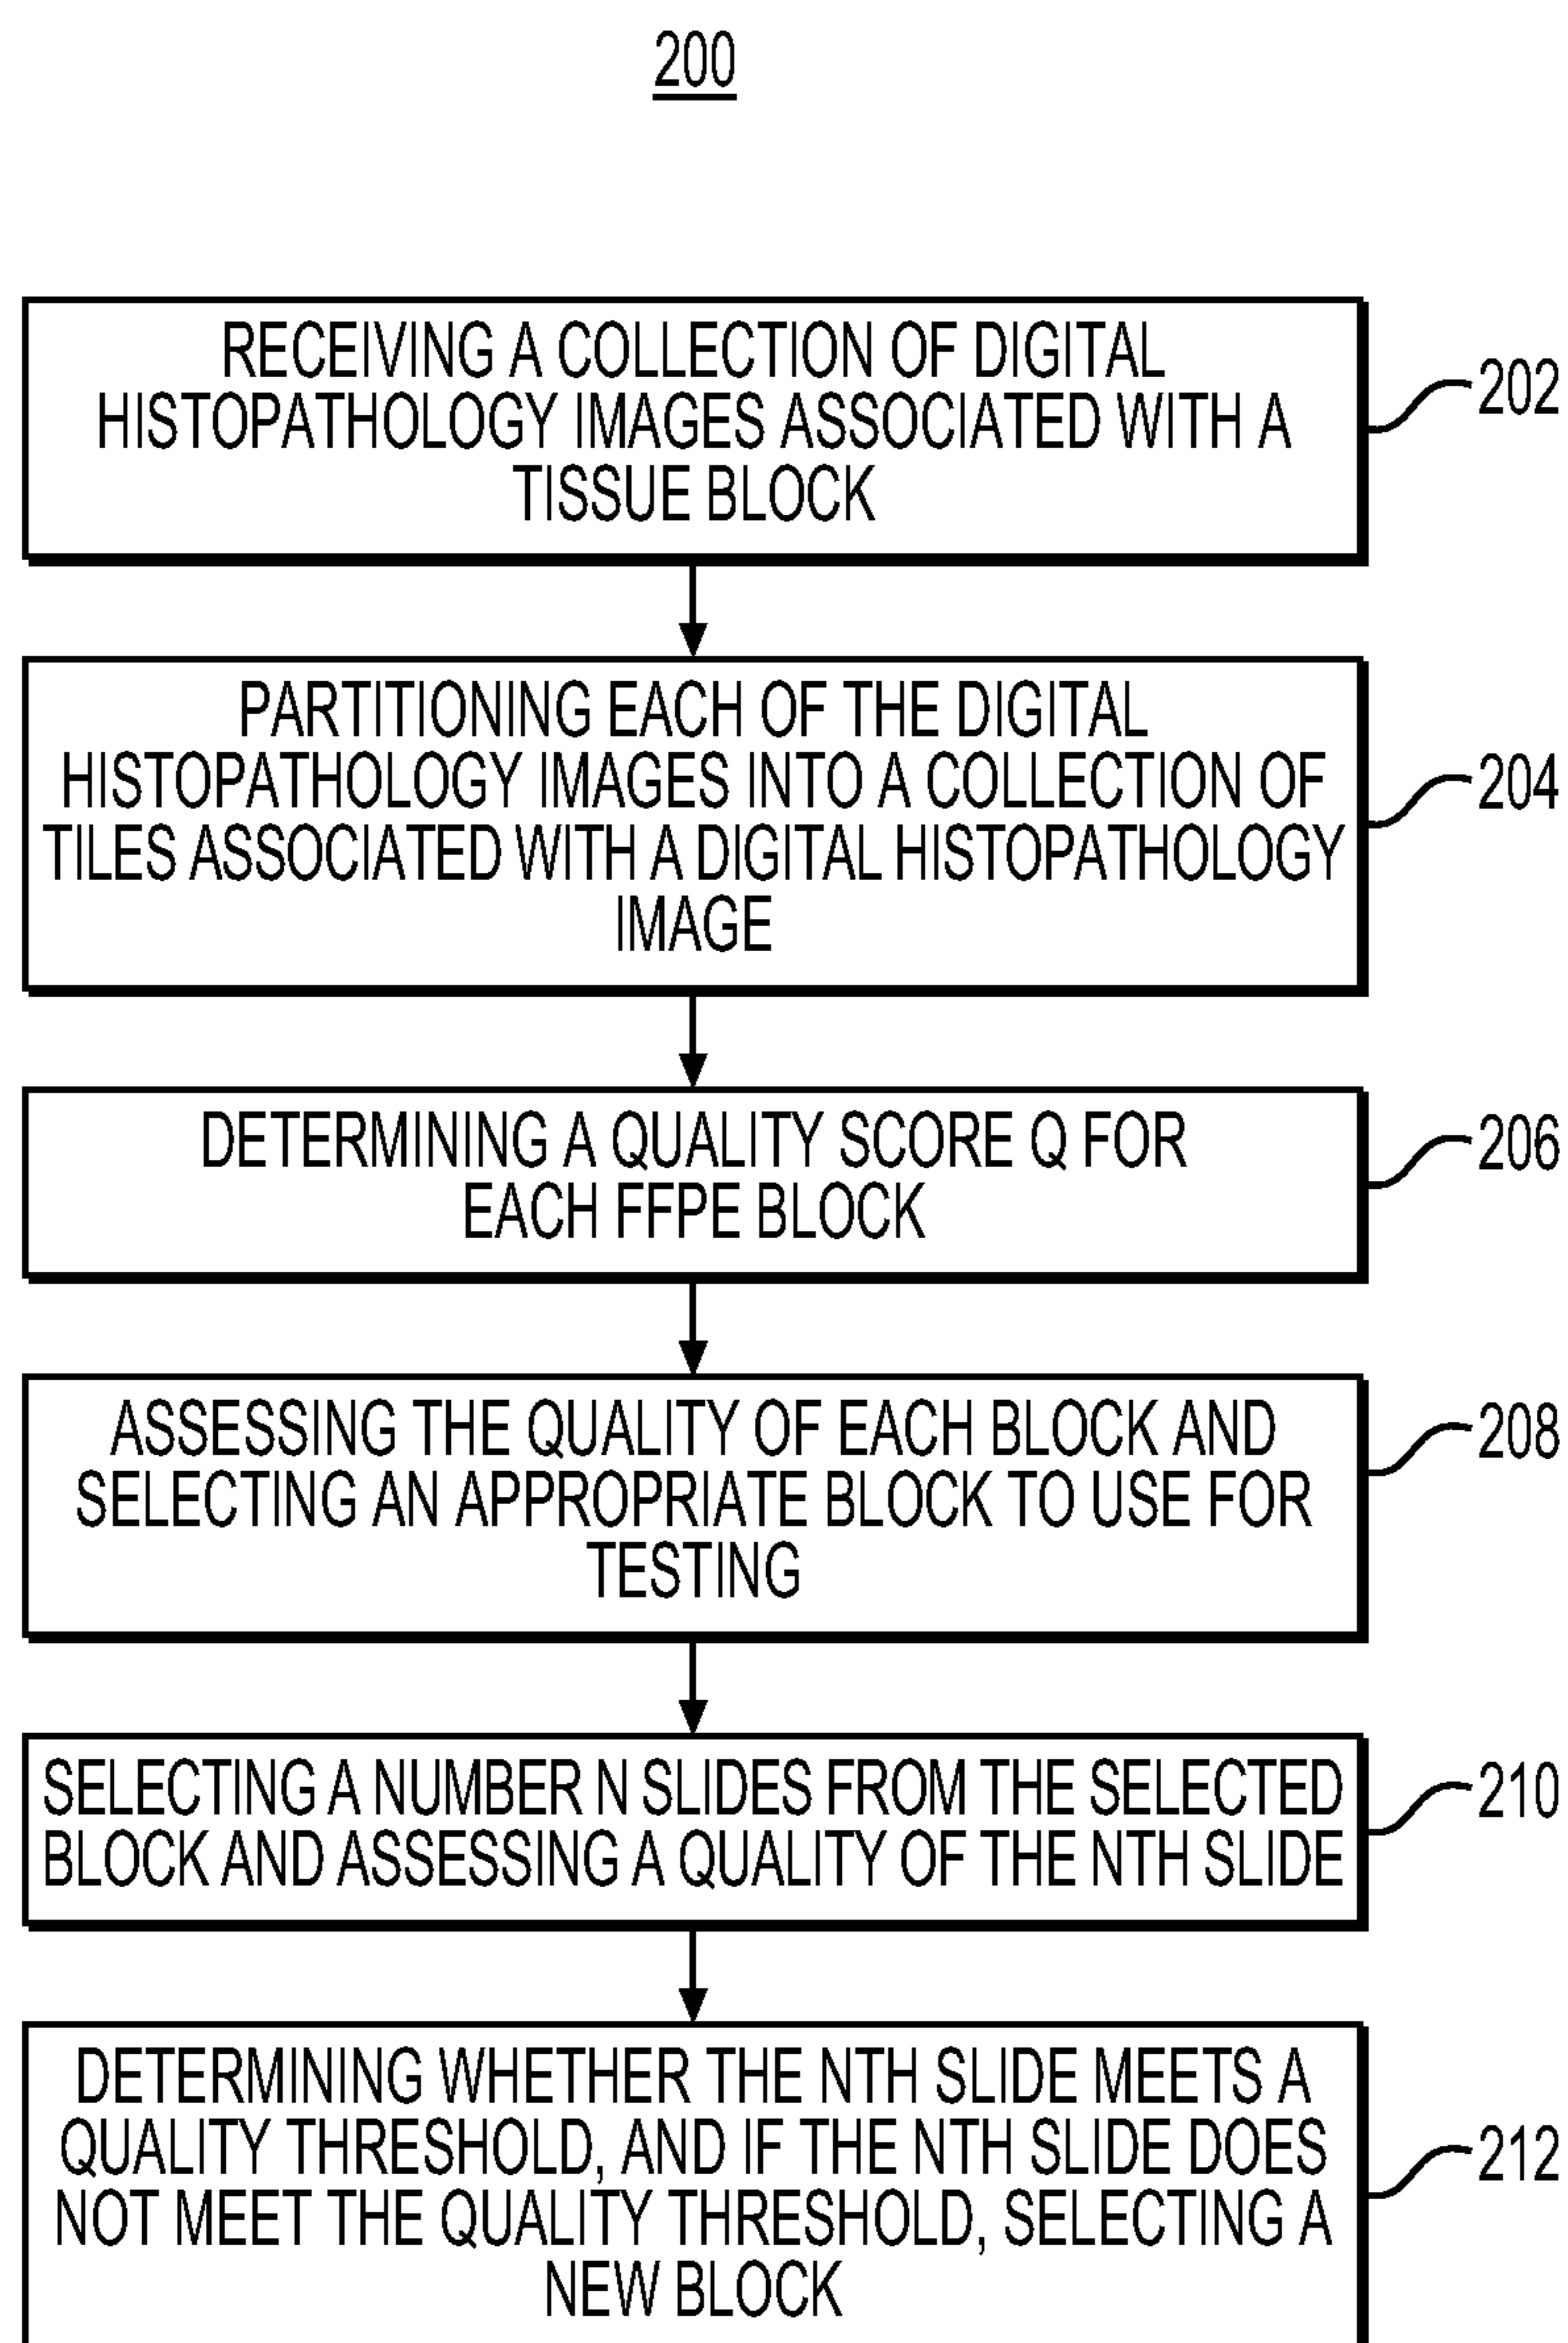 200
RECEIVING A COLLECTION OF DIGITAL
HISTOPATHOLOGY IMAGES ASSOCIATED WITH A
TISSUE BLOCK
202
PARTITIONING EACH OF THE DIGITAL
HISTOPATHOLOGY IMAGES INTO A COLLECTION OF
TILES ASSOCIATED WITH A DIGITAL HISTOPATHOLOGY
IMAGE
204
DETERMINING A QUALITY SCORE Q FOR
EACH FFPE BLOCK
206
ASSESSING THE QUALITY OF EACH BLOCK AND
SELECTING AN APPROPRIATE BLOCK TO USE FOR
TESTING
208
SELECTING A NUMBER N SLIDES FROM THE SELECTED
BLOCK AND ASSESSING A QUALITY OF THE NTH SLIDE
210
DETERMINING WHETHER THE NTH SLIDE MEETS A
QUALITY THRESHOLD, AND IF THE NTH SLIDE DOES
NOT MEET THE QUALITY THRESHOLD, SELECTING A
NEW BLOCK
212